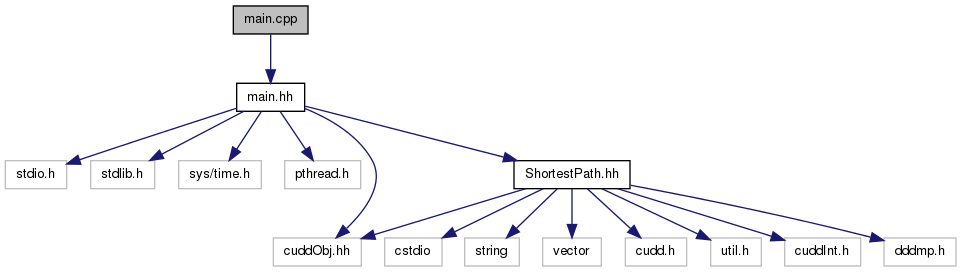 main.cpp
main.hh
stdio.h
stdlib.h
sys/time.h
pthread.h
ShortestPath.hh
cuddObj.hh
cstdio
string
vector
cudd.h
util.h
cuddInt.h
dddmp.h